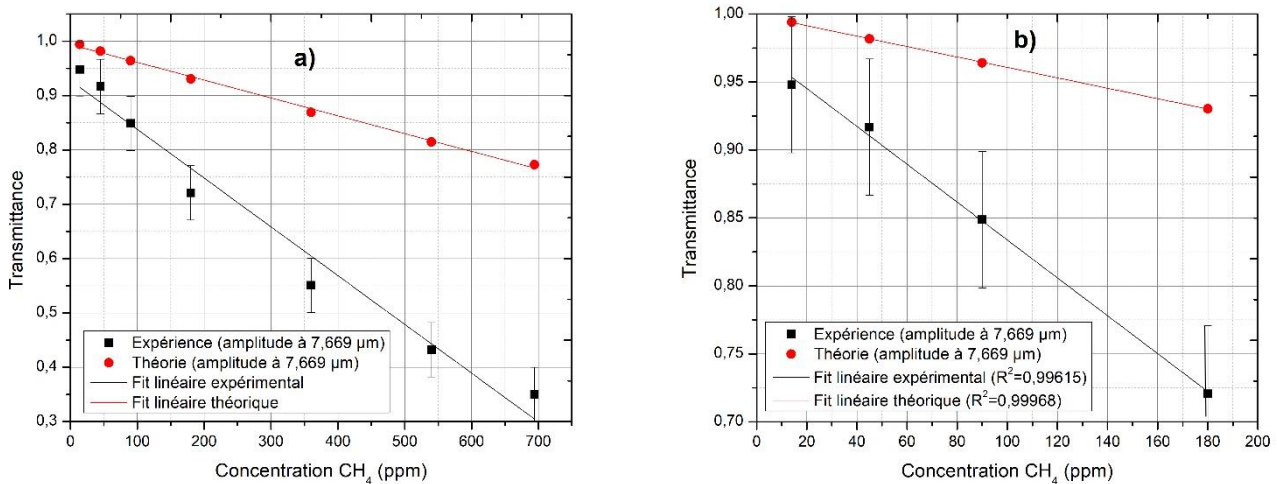 a)
1,0
0,9
0,8
0,7
0,6
0,5
0,4
0,3
Transmittance
Expérience (amplitude à 7,669 µm)
Théorie (amplitude à 7,669 µm)
Fit linéaire expérimental
Fit linéaire théorique
0 100 200 300 400 500 600 700
Concentration CH4 (ppm)
b)
1.00
0,95
0,90
0,85
0,80
0,75
0,70
Transmittance
Expérience (amplitude à 7,669 µm)
Théorie (amplitude à 7,669 µm)
Fit linéaire expérimental (R²=0,99615)
Fit linéaire théorique (R²=0,99968)
0 20 40 60 80 100 120 140 160 180 200
Concentration CH4 (ppm)